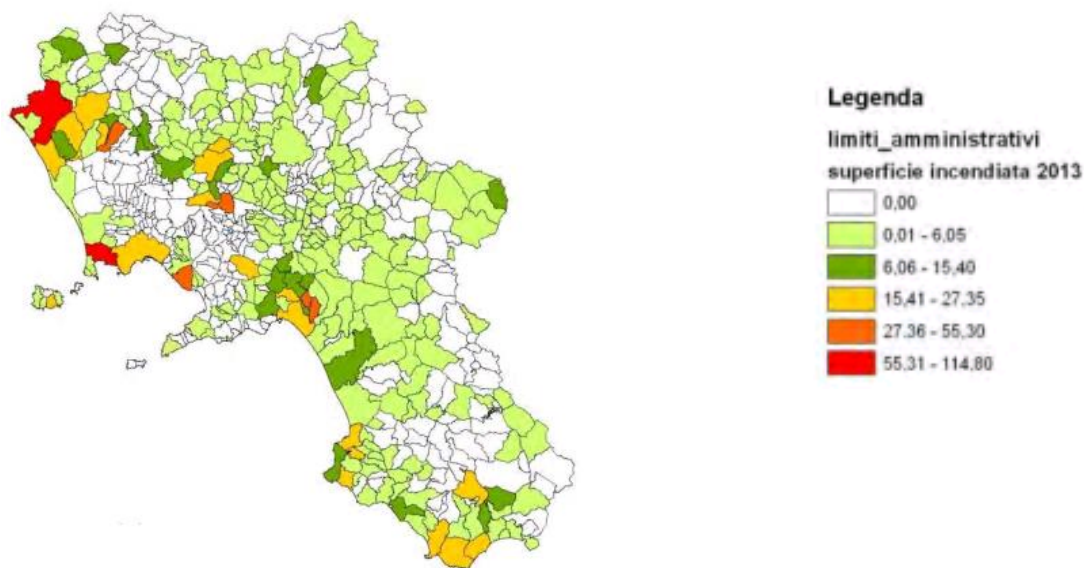 Legenda
limiti_amministrativi
superficie incendiata 2013
0,00
0,01 - 6,05
6,06 - 15,40
15,41 - 27,35
27,36 - 55,30
55,31 - 114,80